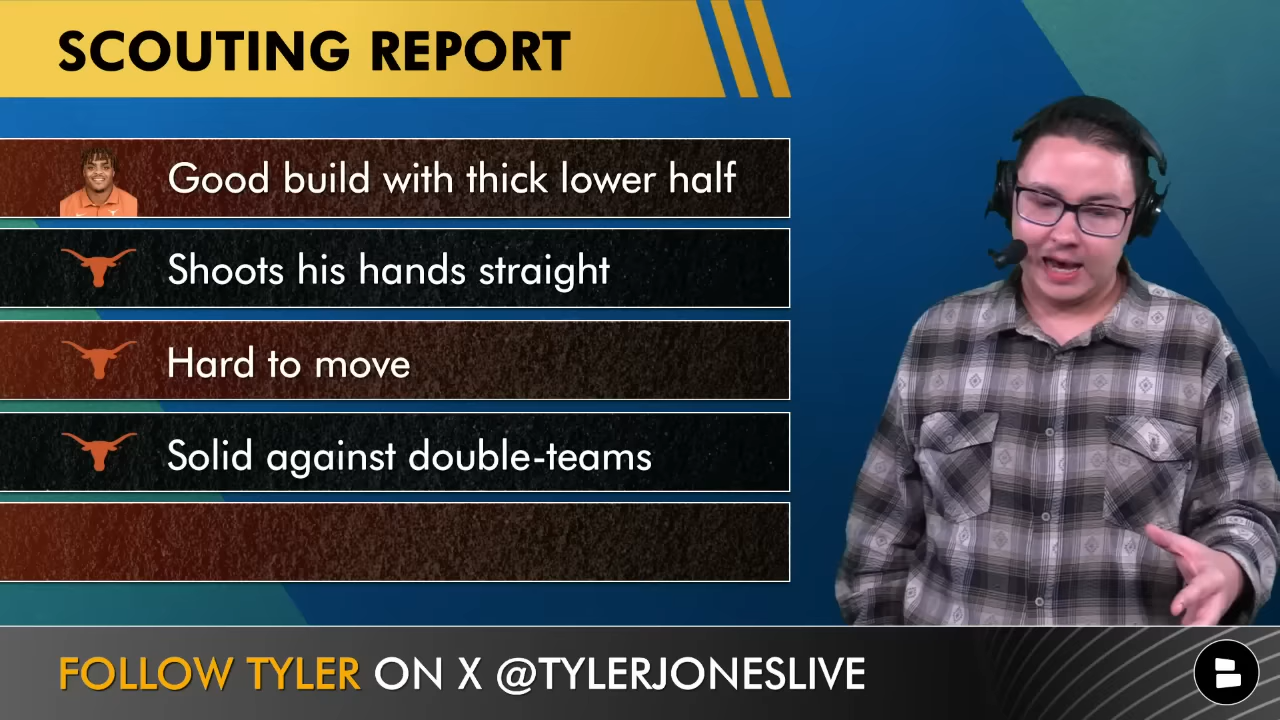 SCOUTING REPORT
Good build with thick lower half
Shoots his hands straight
Hard to move
Solid against double-teams
FOLLOW TYLER ON X @TYLERJONESLIVE